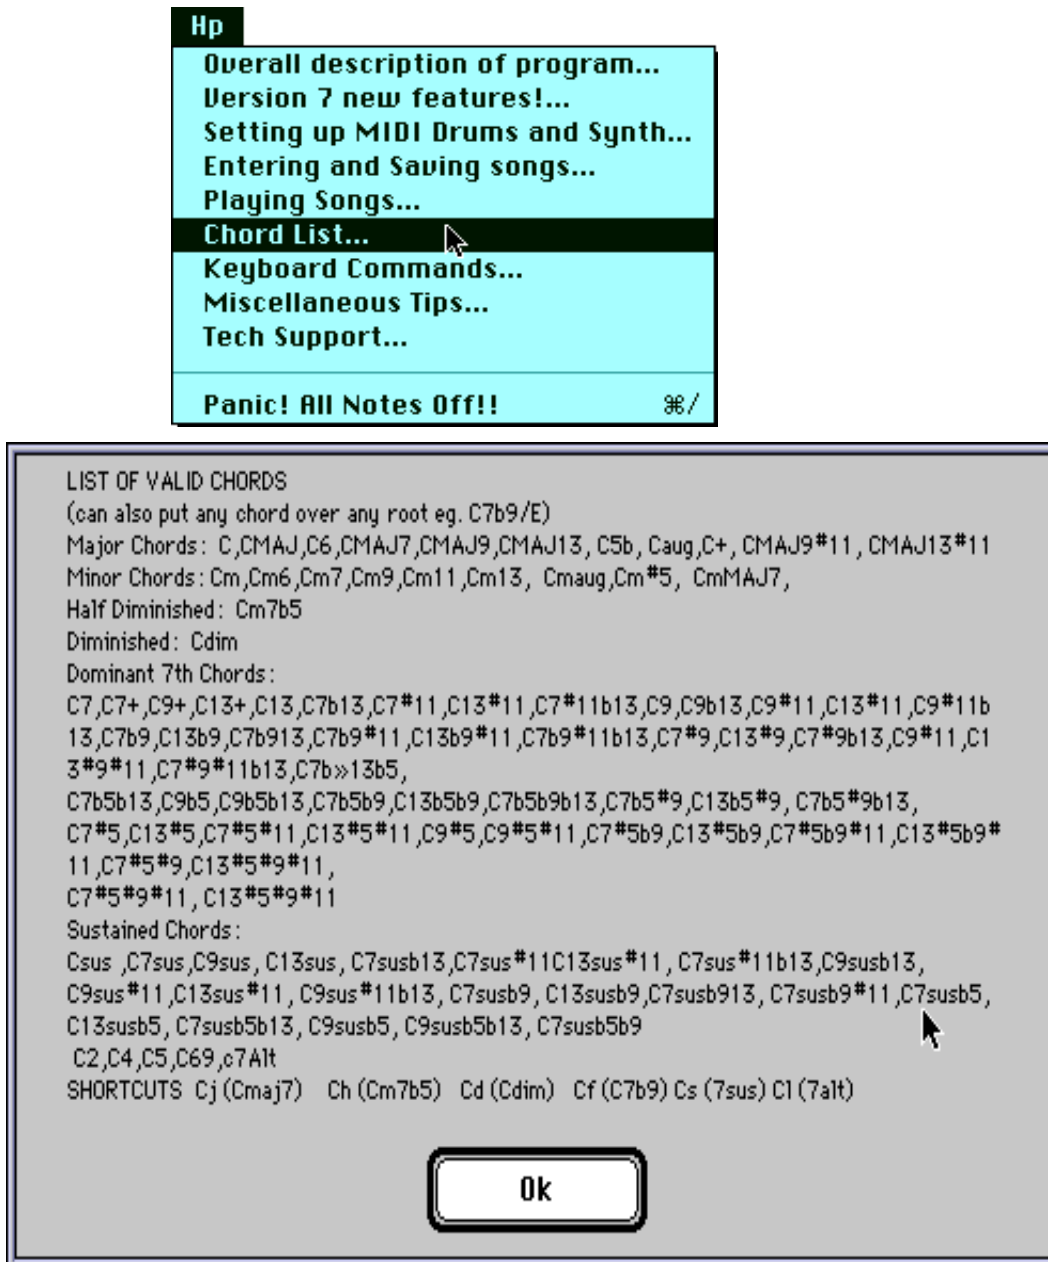 Hp
Overall description of program...
Version 7 new features!...
Setting up MIDI Drums and Synth...
Entering and Saving songs...
Playing Songs...
Chord List...
Keyboard Commands...
Miscellaneous Tips...
Tech Support...
Panic! All Notes Off!! ⌘/
LIST OF VALID CHORDS
(can also put any chord over any root eg. C7b9/E)
Major Chords: C,CMAJ,C6,CMAJ7,CMAJ9,CMAJ13, C5b, Caug,C+, CMAJ9#11, CMAJ13#11
Minor Chords: Cm,Cm6,Cm7,Cm9,Cm11,Cm13, Cmaug,Cm#5, CmMAJ7,
Half Diminished: Cm7b5
Diminished: Cdim
Dominant 7th Chords:
C7,C7+,C9+,C13+,C13,C7b13,C7#11,C13#11,C7#11b13,C9,C9b13,C9#11,C13#11,C9#11b
13,C7b9,C13b9,C7b913,C7b9#11,C13b9#11,C7b9#11b13,C7#9,C13#9,C7#9b13,C9#11,C1
3#9#11,C7#9#11b13,C7b»13b5,
C7b5b13,C9b5,C9b5b13,C7b5b9,C13b5b9,C7b5b9b13,C7b5#9,C13b5#9, C7b5#9b13,
C7#5,C13#5,C7#5#11,C13#5#11,C9#5,C9#5#11,C7#5b9,C13#5b9,C7#5b9#11,C13#5b9#
11,C7#5#9,C13#5#9#11,
C7#5#9#11, C13#5#9#11
Sustained Chords:
Csus ,C7sus,C9sus, C13sus, C7susb13,C7sus#11C13sus#11, C7sus#11b13,C9susb13,
C9sus#11,C13sus#11, C9sus#11b13, C7susb9, C13susb9,C7susb913, C7susb9#11,C7susb5,
C13susb5, C7susb5b13, C9susb5, C9susb5b13, C7susb5b9
C2,C4,C5,C69,c7Alt
SHORTCUTS Cj (Cmaj7) Ch (Cm7b5) Cd (Cdim) Cf (C7b9) Cs (7sus) Cl (7alt)
Ok